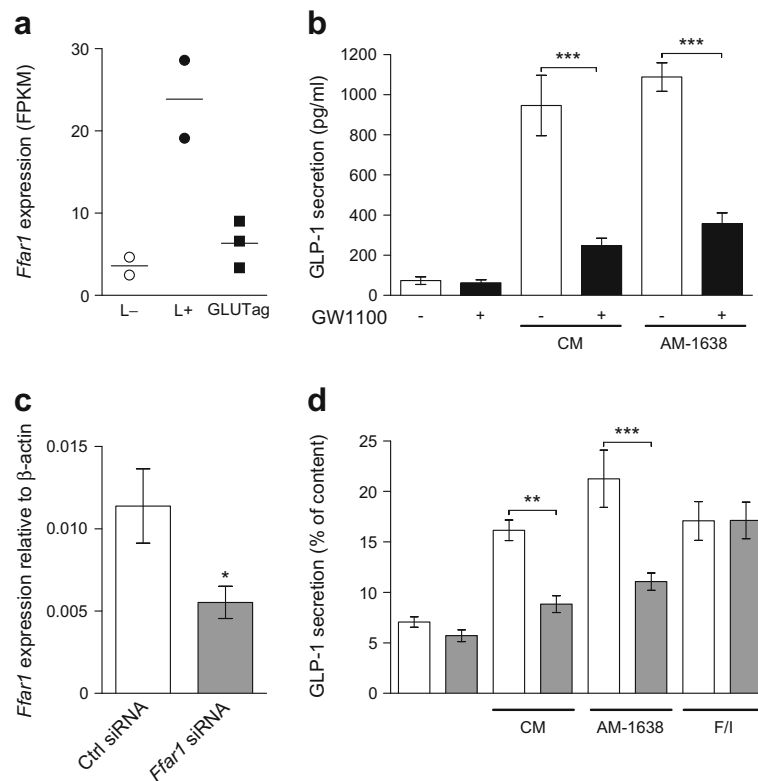 a
Ffar1 expression (FPKM)
30
20
10
0
L–
L+
GLUTag
b
GLP-1 secretion (pg/ml)
1200
1000
800
600
400
200
0
***
***
GW1100
-
+
-
+
-
+
CM
AM-1638
c
Ffar1 expression relative to β-actin
0.015
0.010
0.005
0.000
*
Ctrl siRNA
Ffar1 siRNA
d
GLP-1 secretion (% of content)
25
20
15
10
5
0
**
***
CM
AM-1638
F/I